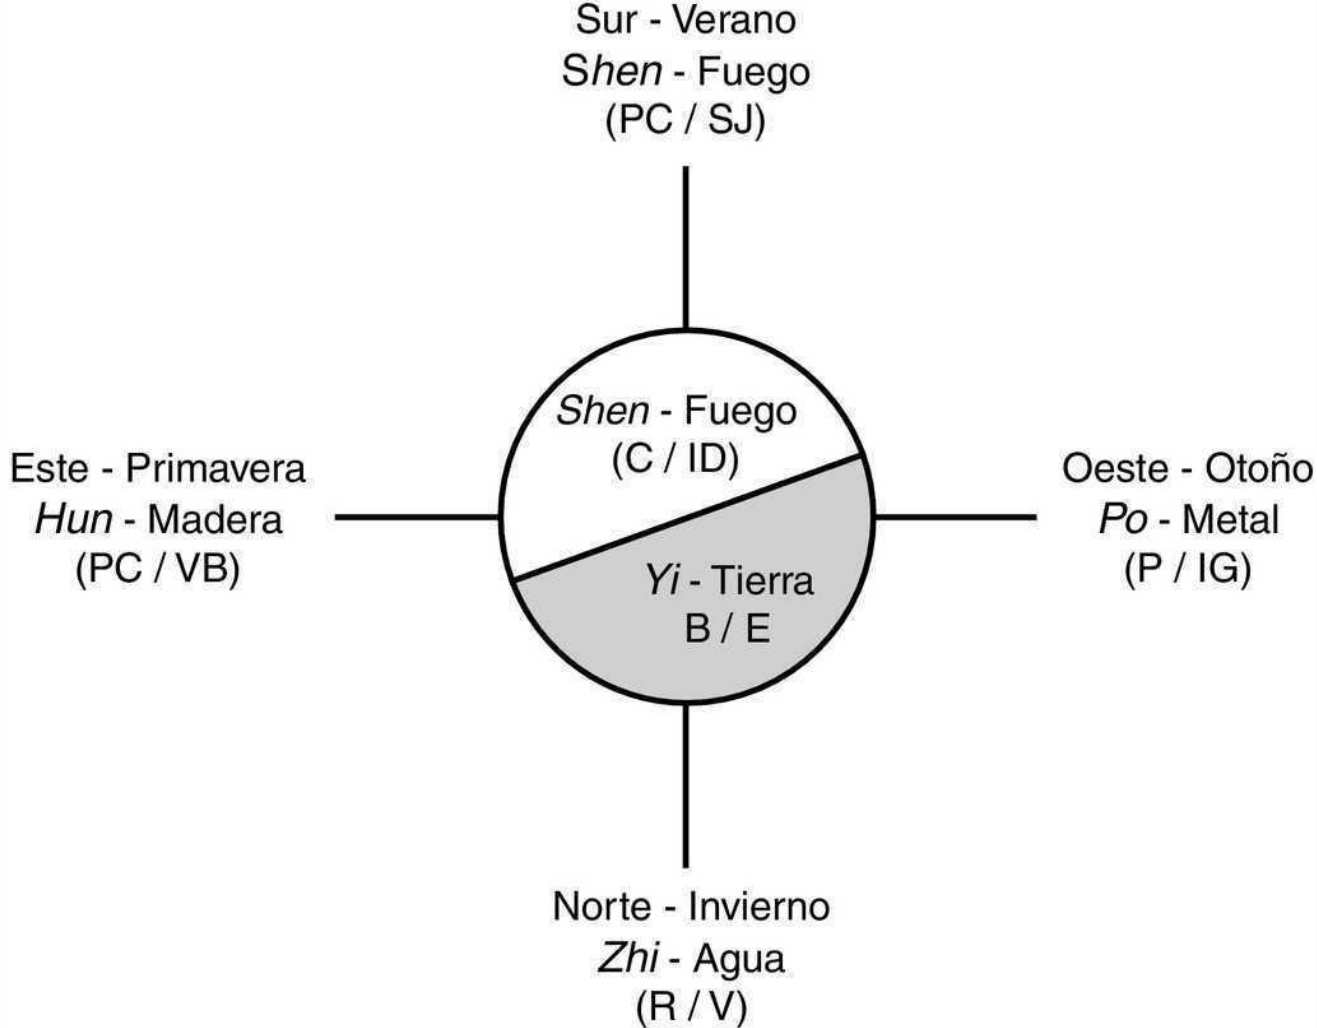 Sur - Verano
Shen - Fuego
(PC / SJ)
Shen - Fuego
(C / ID)
Este - Primavera
Hun - Madera
(PC / VB)
Oeste - Otoño
Po - Metal
(P / IG)
Yi - Tierra
B / E
Norte - Invierno
Zhi - Agua
(R / V)